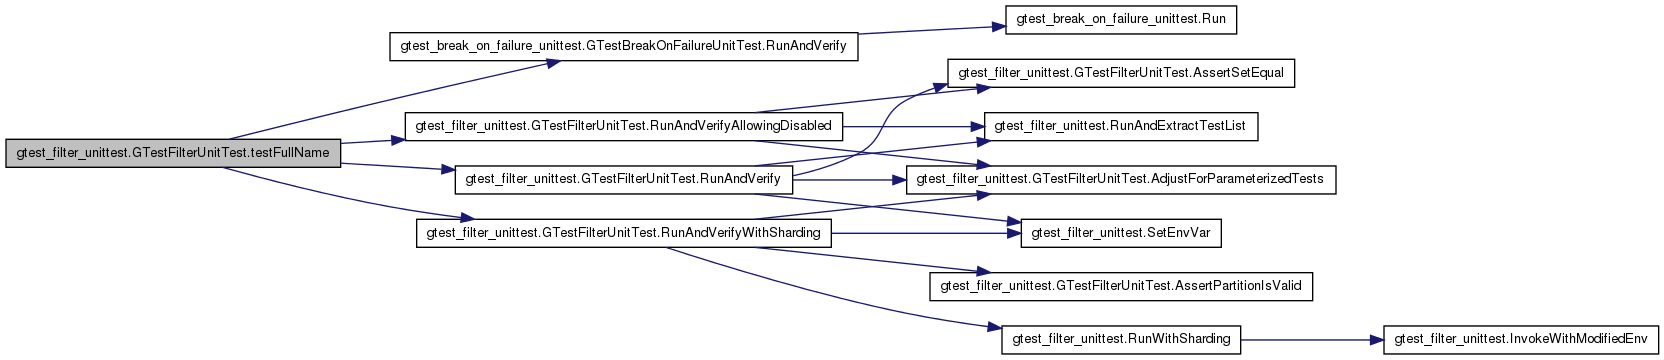 gtest_break_on_failure_unittest.Run
gtest_break_on_failure_unittest.GTestBreakOnFailureUnitTest.RunAndVerify
gtest_filter_unittest.GTestFilterUnitTest.AssertSetEqual
gtest_filter_unittest.GTestFilterUnitTest.RunAndVerifyAllowingDisabled
gtest_filter_unittest.RunAndExtractTestList
gtest_filter_unittest.GTestFilterUnitTest.testFullName
gtest_filter_unittest.GTestFilterUnitTest.RunAndVerify
gtest_filter_unittest.GTestFilterUnitTest.AdjustForParameterizedTests
gtest_filter_unittest.GTestFilterUnitTest.RunAndVerifyWithSharding
gtest_filter_unittest.SetEnvVar
gtest_filter_unittest.GTestFilterUnitTest.AssertPartitionIsValid
gtest_filter_unittest.RunWithSharding
gtest_filter_unittest.InvokeWithModifiedEnv